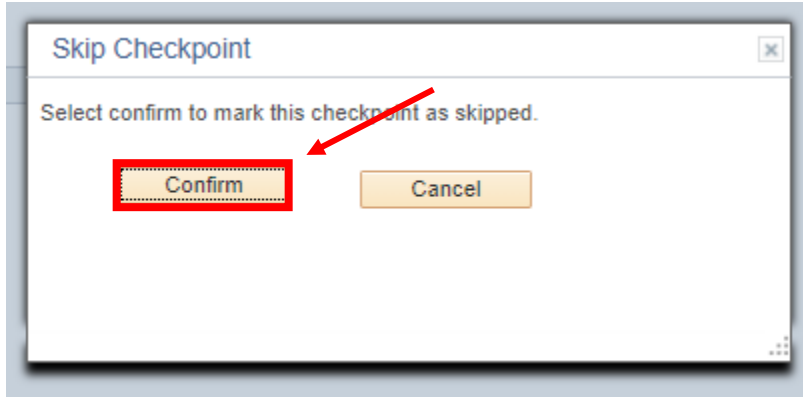 Skip Checkpoint
Select confirm to mark this checkpoint as skipped.
Confirm Cancel